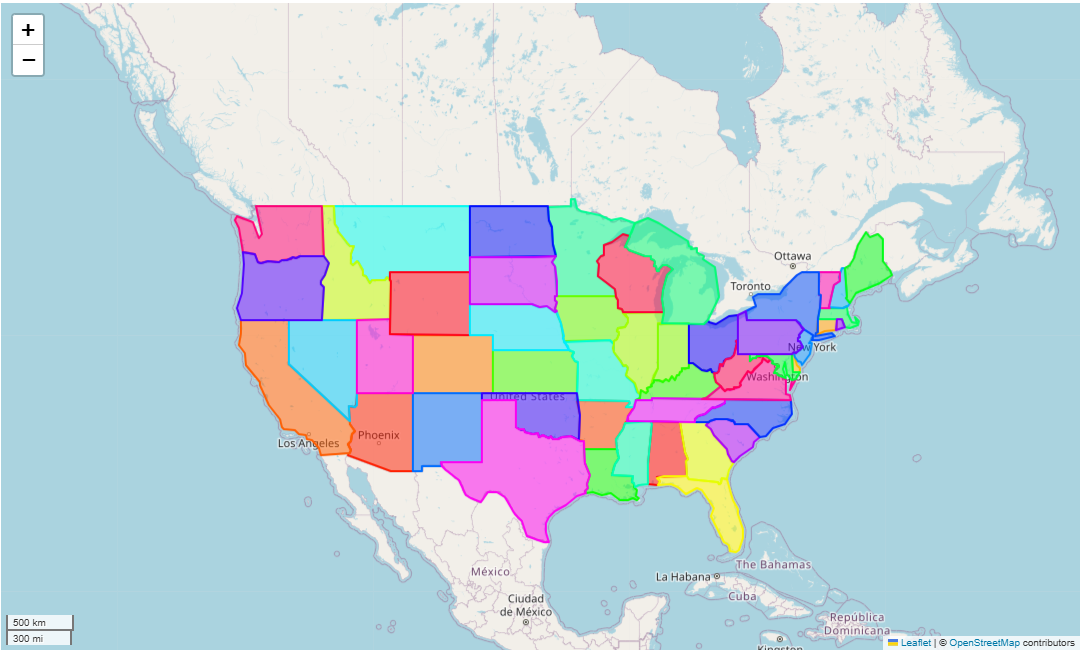 +
−
Ottawa
Toronto
New York
Washington
United States
Los Angeles
Phoenix
México
Ciudad
de México
La Habana
The Bahamas
Cuba
República
Dominicana
Kingston
500 km
300 mi
Leaflet | © OpenStreetMap contributors